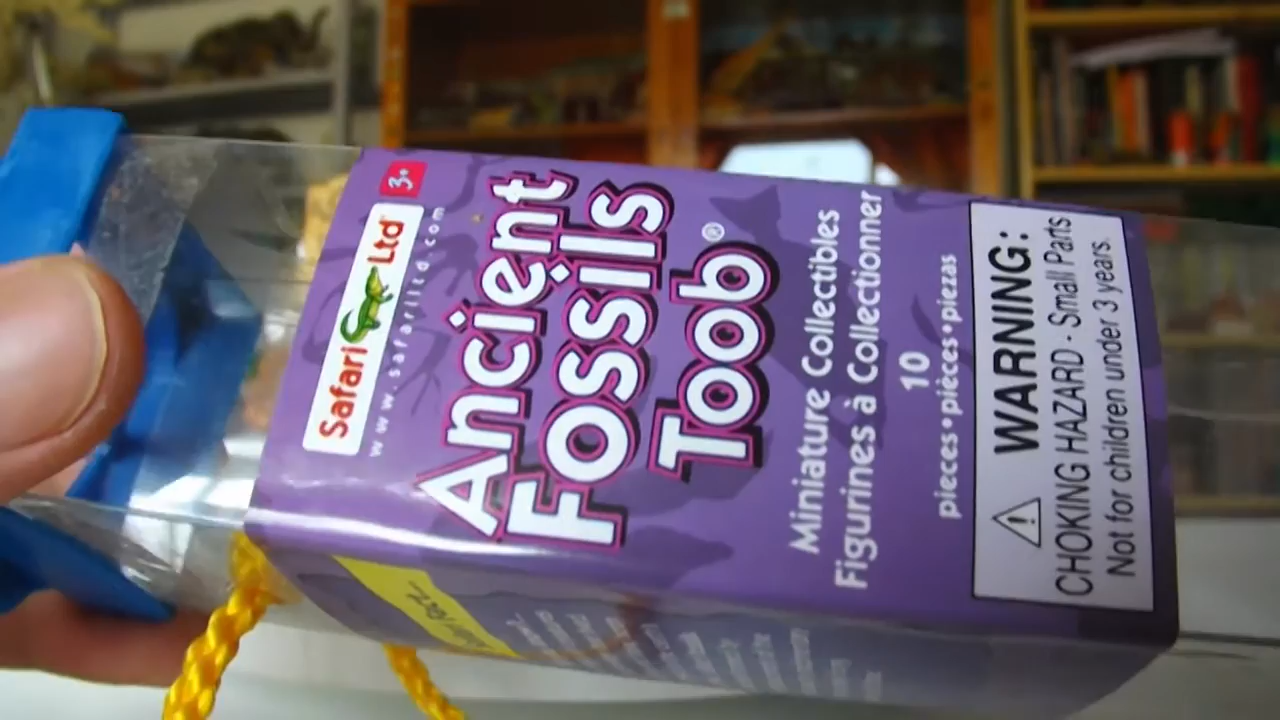 3+
Safari Ltd
www.safariltd.com
Ancient
Fossils
Toob®
Miniature Collectibles
Figurines à Collectionner
10
pieces•pièces•piezas
WARNING:
CHOKING HAZARD - Small Parts
Not for children under 3 years.